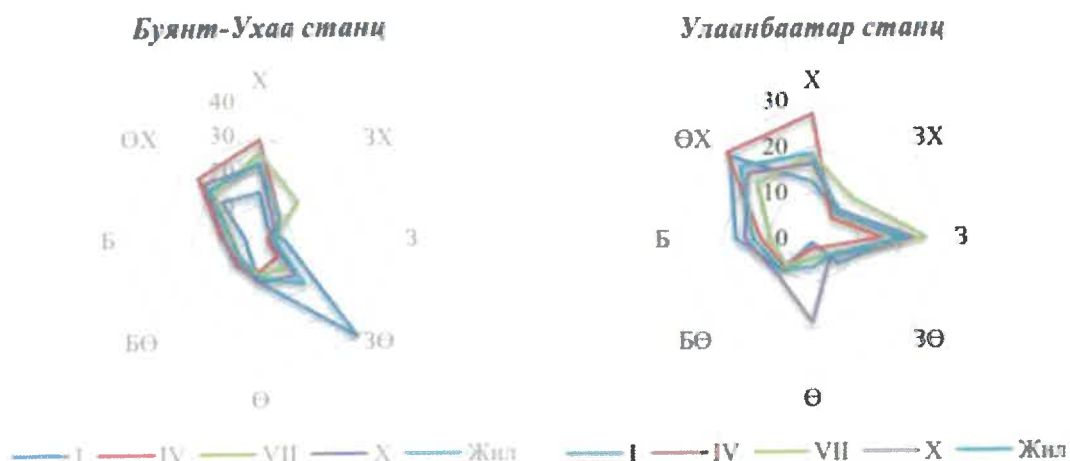 Буянт-Ухаа станц
Х
40
30
ӨХ
ЗХ
Б
З
БӨ
ЗӨ
Ө
I IV VII X Жил
Улаанбаатар станц
Х
30
ӨХ
20
ЗХ
10
Б
0
З
БӨ
ЗӨ
Ө
I IV VII X Жил